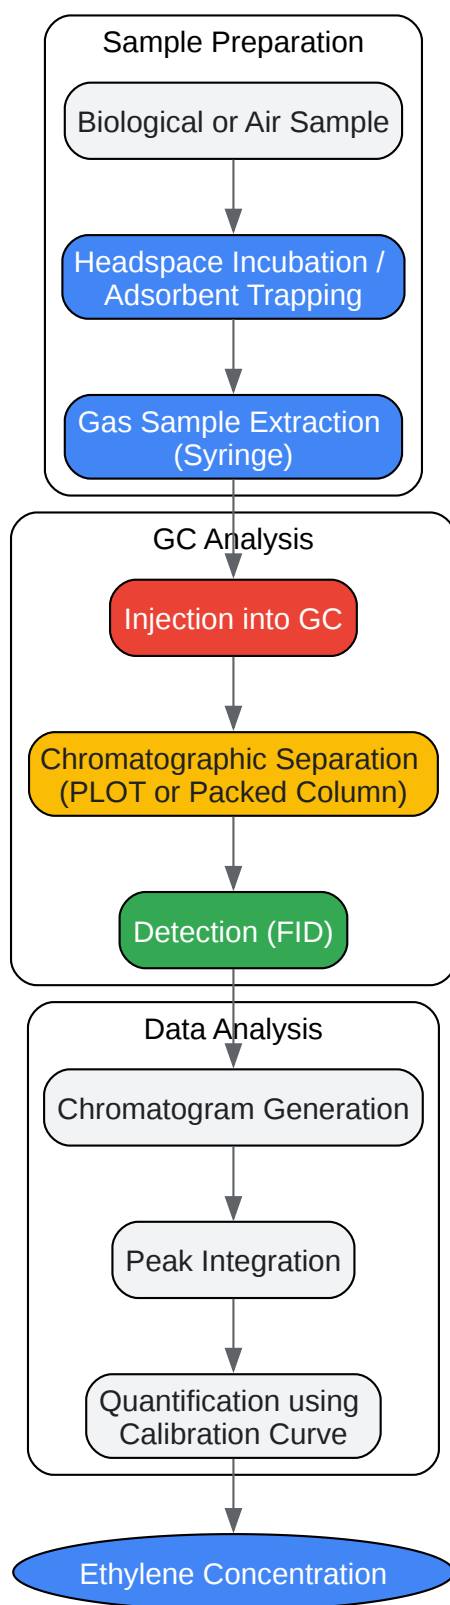 Sample Preparation
Biological or Air Sample
Headspace Incubation /
Adsorbent Trapping
Gas Sample Extraction
(Syringe)
GC Analysis
Injection into GC
Chromatographic Separation
(PLOT or Packed Column)
Detection (FID)
Data Analysis
Chromatogram Generation
Peak Integration
Quantification using
Calibration Curve
Ethylene Concentration